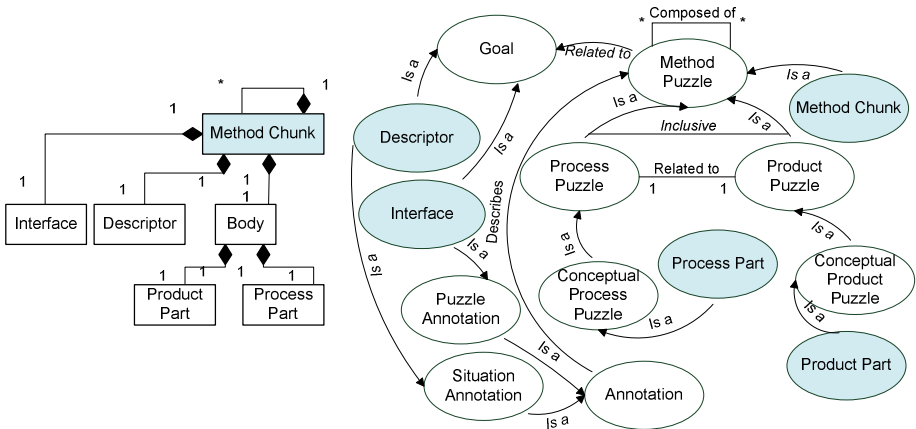 * 1
1 Method Chunk
1 1 1 1 1
Interface Descriptor Body
1 1 1 1
Product Part
Process Part
* Composed of *
Goal
Related to
Method Puzzle
Is a
Method Chunk
Is a
Descriptor
Is a
Inclusive
Is a
Is a
Process Puzzle
Related to
1 1
Product Puzzle
Interface
Describes
Is a
Is a
Is a
Is a
Process Part
Conceptual Process Puzzle
Conceptual Product Puzzle
Puzzle Annotation
Is a
Is a
Is a
Product Part
Situation Annotation
Annotation
Is a